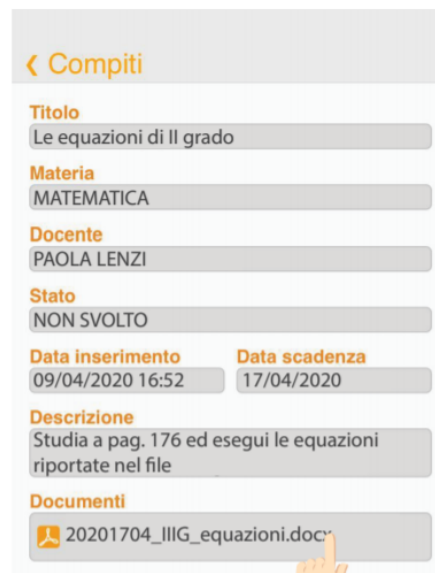 Compiti
Titolo
Le equazioni di II grado
Materia
MATEMATICA
Docente
PAOLA LENZI
Stato
NON SVOLTO
Data inserimento Data scadenza
09/04/2020 16:52 17/04/2020
Descrizione
Studia a pag. 176 ed esegui le equazioni
riportate nel file
Documenti
20201704_IIIG_equazioni.docx